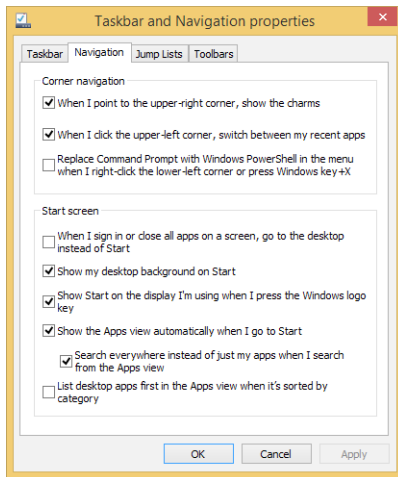 Taskbar and Navigation properties
Taskbar Navigation Jump Lists Toolbars
Corner navigation
When I point to the upper-right corner, show the charms
When I click the upper-left corner, switch between my recent apps
Replace Command Prompt with Windows PowerShell in the menu
when I right-click the lower-left corner or press Windows key+X
Start screen
When I sign in or close all apps on a screen, go to the desktop
instead of Start
Show my desktop background on Start
Show Start on the display I'm using when I press the Windows logo
key
Show the Apps view automatically when I go to Start
Search everywhere instead of just my apps when I search
from the Apps view
List desktop apps first in the Apps view when it's sorted by
category
OK Cancel Apply